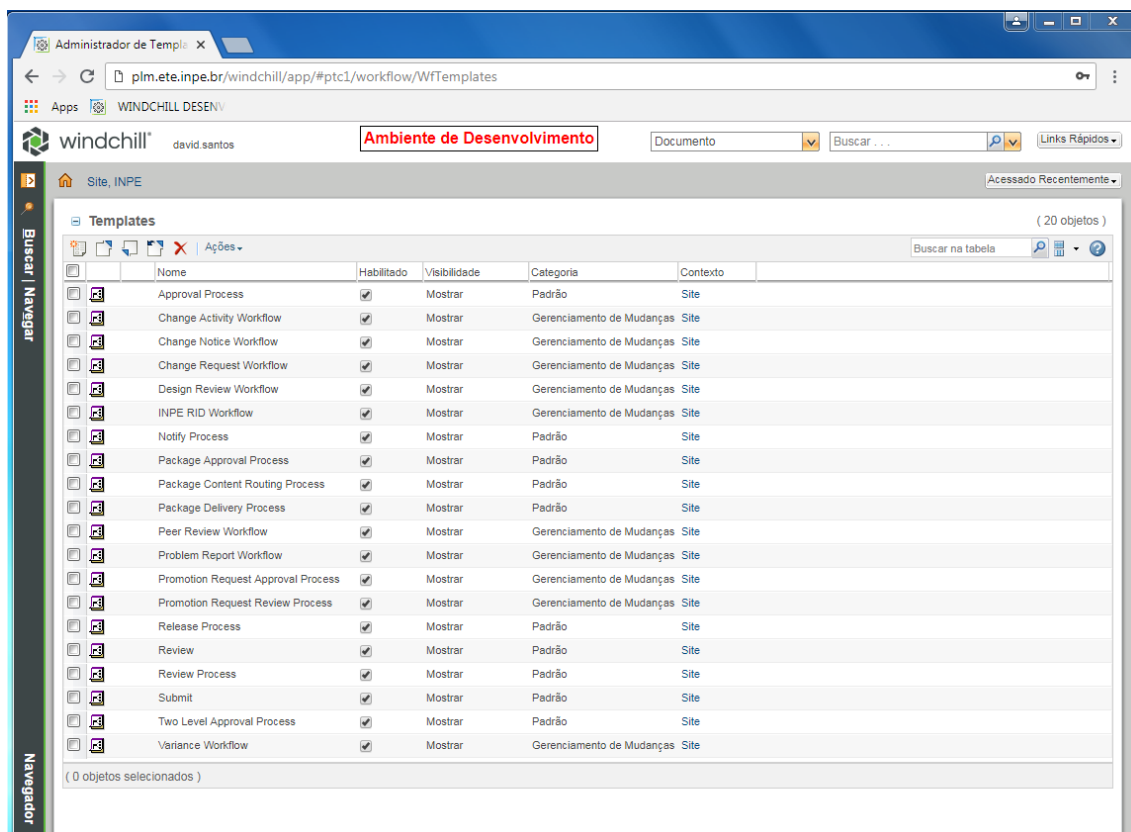 Administrador de Templa
plm.ete.inpe.br/windchill/app/#ptc1/workflow/WfTemplates
Apps WINDCHILL DESENV
windchill david.santos Ambiente de Desenvolvimento Documento Buscar . . . Links Rápidos
Site, INPE Acessado Recentemente
Buscar | Navegar
Navegador
Templates ( 20 objetos )
Ações Buscar na tabela
Nome Habilitado Visibilidade Categoria Contexto
Approval Process Mostrar Padrão Site
Change Activity Workflow Mostrar Gerenciamento de Mudanças Site
Change Notice Workflow Mostrar Gerenciamento de Mudanças Site
Change Request Workflow Mostrar Gerenciamento de Mudanças Site
Design Review Workflow Mostrar Gerenciamento de Mudanças Site
INPE RID Workflow Mostrar Gerenciamento de Mudanças Site
Notify Process Mostrar Padrão Site
Package Approval Process Mostrar Padrão Site
Package Content Routing Process Mostrar Padrão Site
Package Delivery Process Mostrar Padrão Site
Peer Review Workflow Mostrar Gerenciamento de Mudanças Site
Problem Report Workflow Mostrar Gerenciamento de Mudanças Site
Promotion Request Approval Process Mostrar Gerenciamento de Mudanças Site
Promotion Request Review Process Mostrar Gerenciamento de Mudanças Site
Release Process Mostrar Padrão Site
Review Mostrar Padrão Site
Review Process Mostrar Padrão Site
Submit Mostrar Padrão Site
Two Level Approval Process Mostrar Padrão Site
Variance Workflow Mostrar Gerenciamento de Mudanças Site
( 0 objetos selecionados )